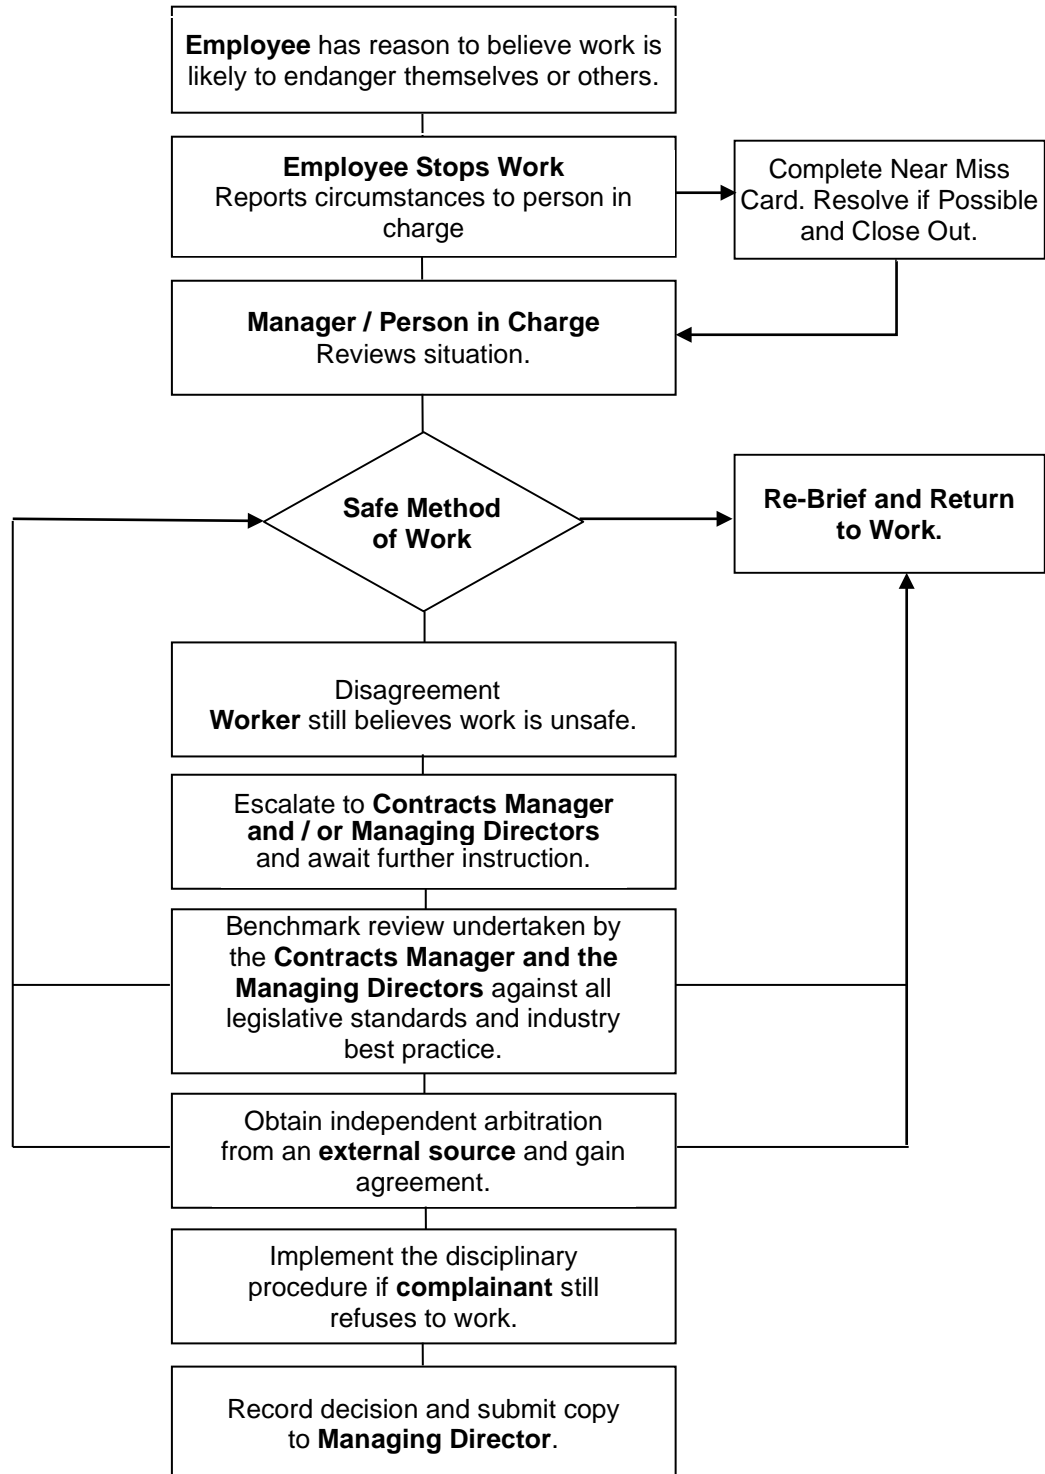 Employee has reason to believe work is
likely to endanger themselves or others.
Employee Stops Work
Reports circumstances to person in
charge
Complete Near Miss
Card. Resolve if Possible
and Close Out.
Manager / Person in Charge
Reviews situation.
Safe Method
of Work
Re-Brief and Return
to Work.
Disagreement
Worker still believes work is unsafe.
Escalate to Contracts Manager
and / or Managing Directors
and await further instruction.
Benchmark review undertaken by
the Contracts Manager and the
Managing Directors against all
legislative standards and industry
best practice.
Obtain independent arbitration
from an external source and gain
agreement.
Implement the disciplinary
procedure if complainant still
refuses to work.
Record decision and submit copy
to Managing Director.